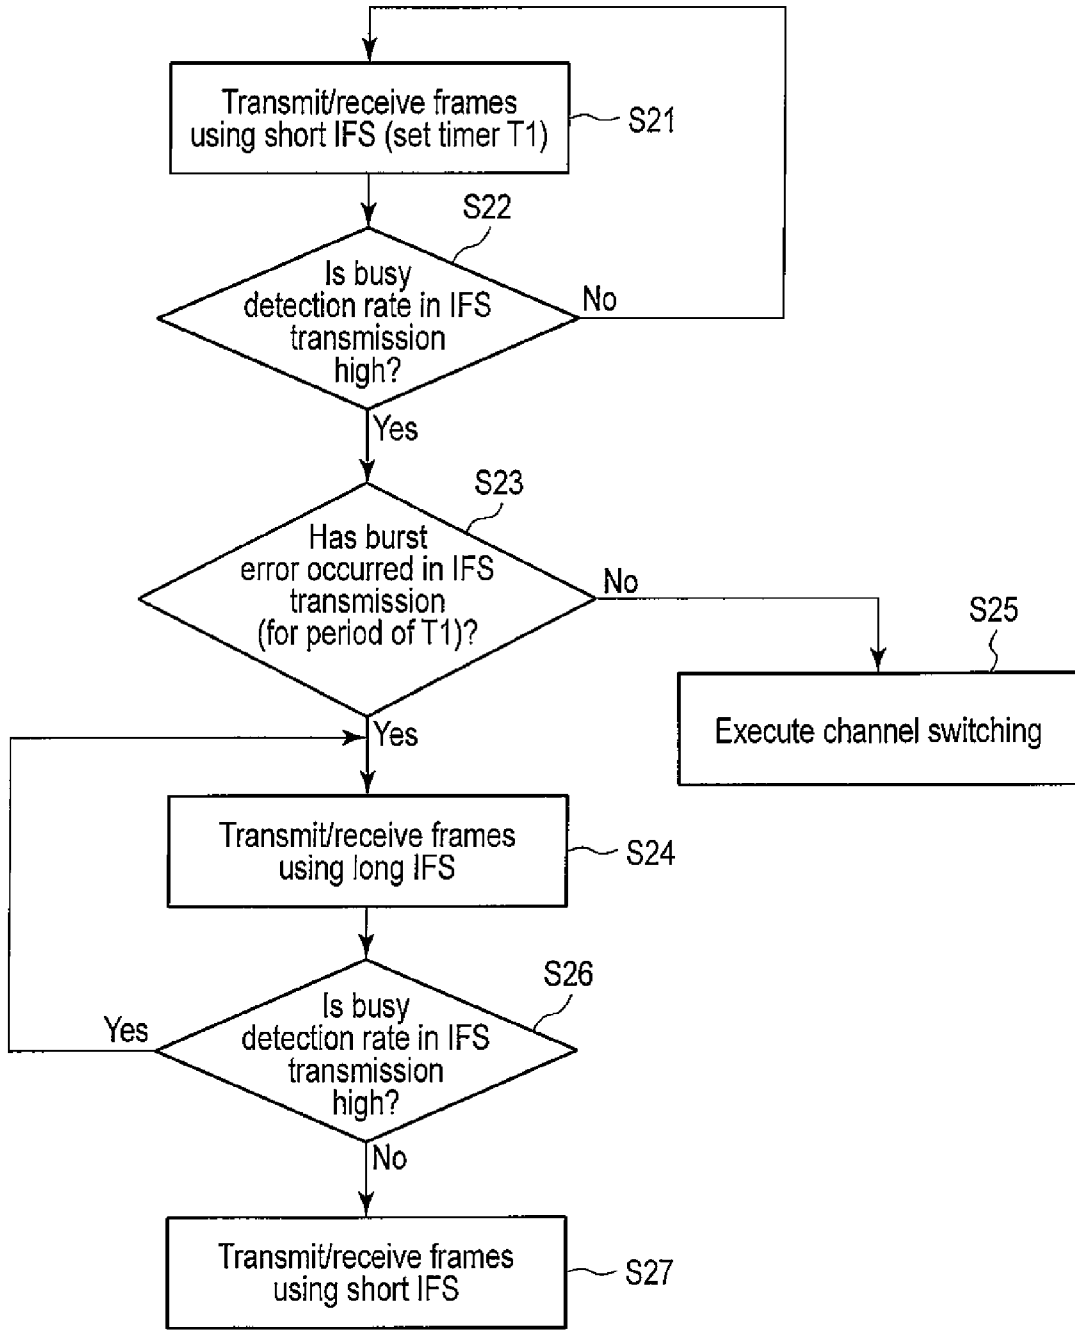 Transmit/receive frames
using short IFS (set timer T1)
S21
S22
Is busy
detection rate in IFS
transmission
high?
No
Yes
S23
Has burst
error occurred in IFS
transmission
(for period of T1)?
No
S25
Execute channel switching
Yes
Transmit/receive frames
using long IFS
S24
S26
Is busy
detection rate in IFS
transmission
high?
Yes
No
Transmit/receive frames
using short IFS
S27